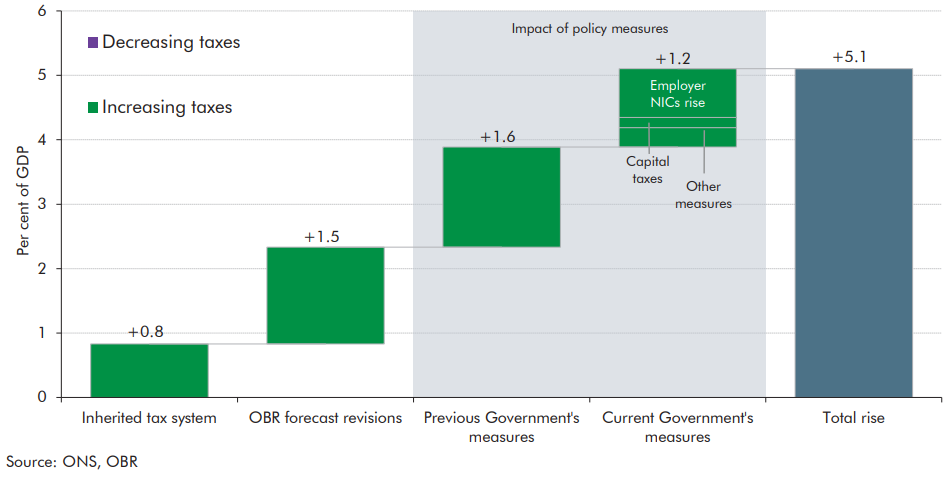 6
Impact of policy measures
Decreasing taxes
+1.2
+5.1
5
Employer
NICs rise
Increasing taxes
4
+1.6
Capital
taxes
Other
measures
Per cent of GDP
3
+1.5
2
1
+0.8
0
Inherited tax system
OBR forecast revisions
Previous Government's
measures
Current Government's
measures
Total rise
Source: ONS, OBR